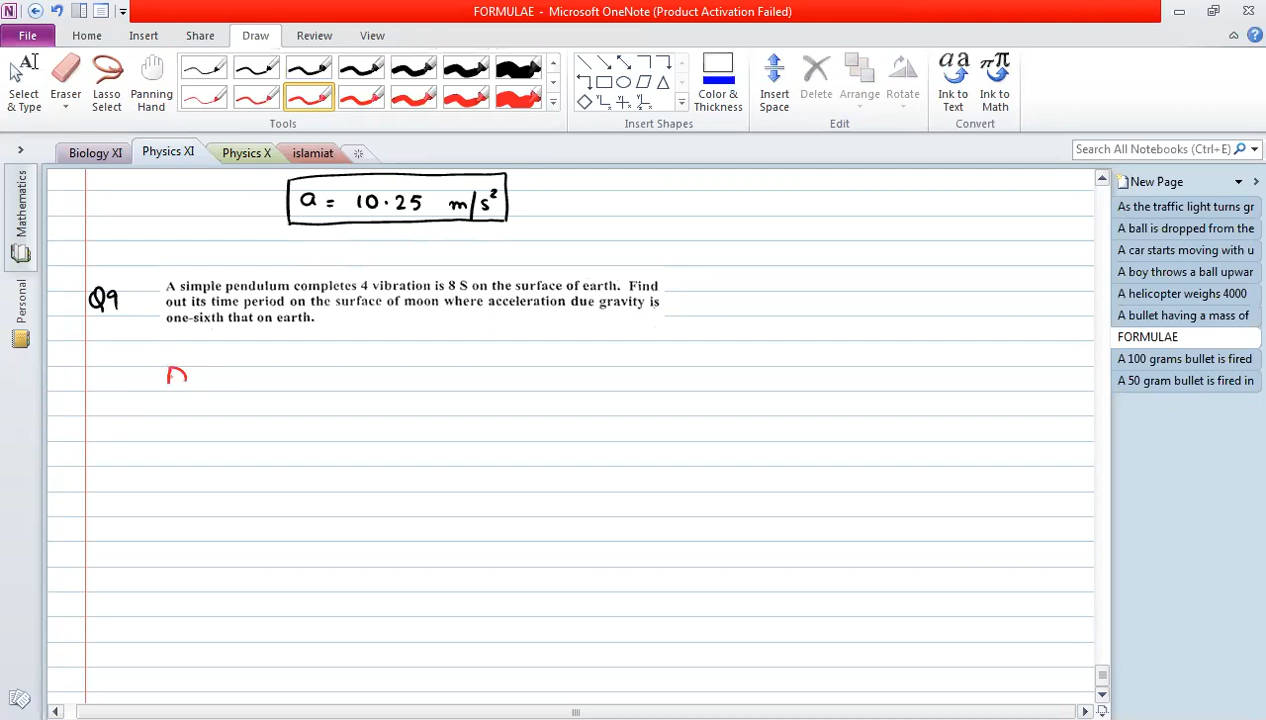 FORMULAE - Microsoft OneNote (Product Activation Failed)
File Home Insert Share Draw Review View
Select & Type
Eraser
Lasso Select
Panning Hand
Color & Thickness
Insert Space
Delete
Arrange
Rotate
Ink to Text
Ink to Math
Tools
Insert Shapes
Edit
Convert
Biology XI Physics XI Physics X islamiat
Search All Notebooks (Ctrl+E)
Mathematics
Personal
a = 10.25 m/s²
Q9
A simple pendulum completes 4 vibration is 8 S on the surface of earth. Find
out its time period on the surface of moon where acceleration due gravity is
one-sixth that on earth.
New Page
As the traffic light turns gr
A ball is dropped from the
A car starts moving with u
A boy throws a ball upwar
A helicopter weighs 4000
A bullet having a mass of
FORMULAE
A 100 grams bullet is fired
A 50 gram bullet is fired in